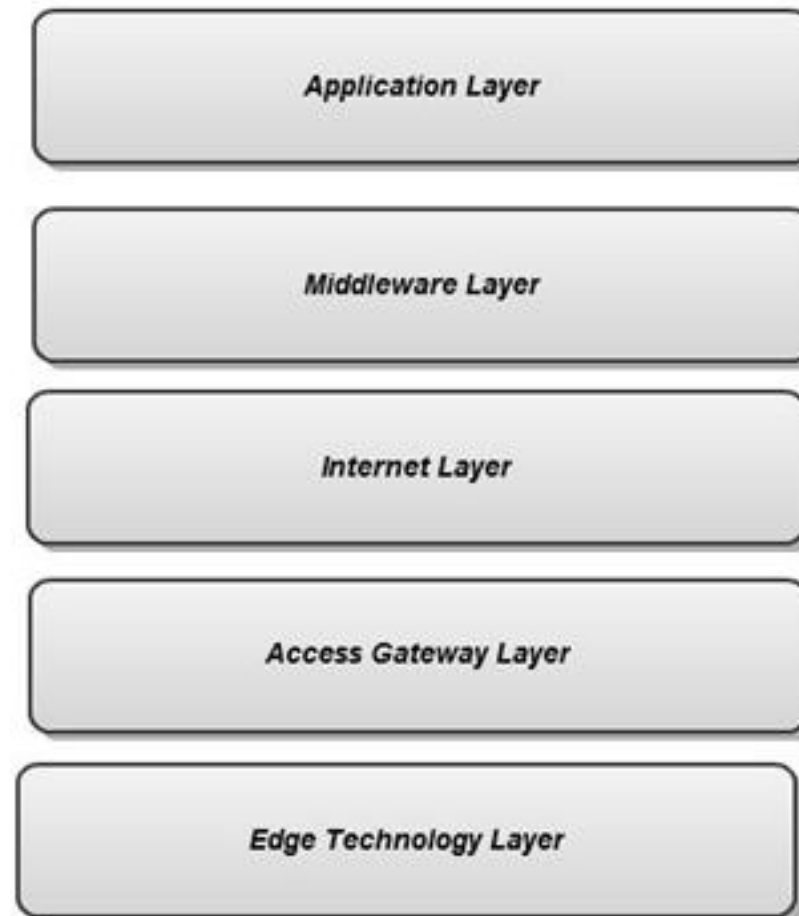 Application Layer
Middleware Layer
Internet Layer
Access Gateway Layer
Edge Technology Layer